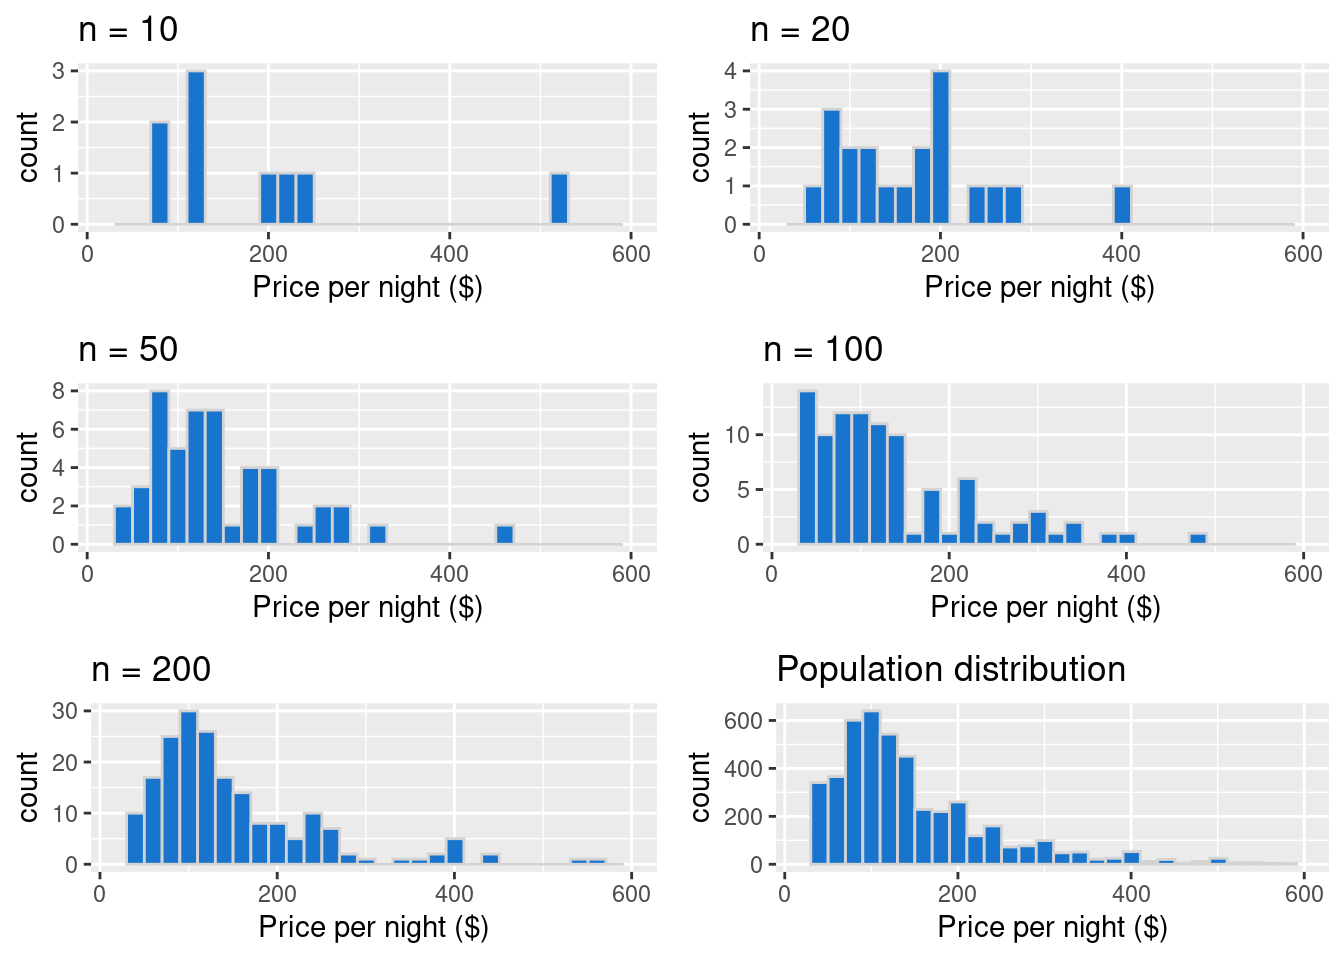 n = 10
3
2
1
0
count
0 200 400 600
Price per night ($)
n = 20
4
3
2
1
0
count
0 200 400 600
Price per night ($)
n = 50
8
6
4
2
0
count
0 200 400 600
Price per night ($)
n = 100
10
5
0
count
0 200 400 600
Price per night ($)
n = 200
30
20
10
0
count
0 200 400 600
Price per night ($)
Population distribution
600
400
200
0
count
0 200 400 600
Price per night ($)